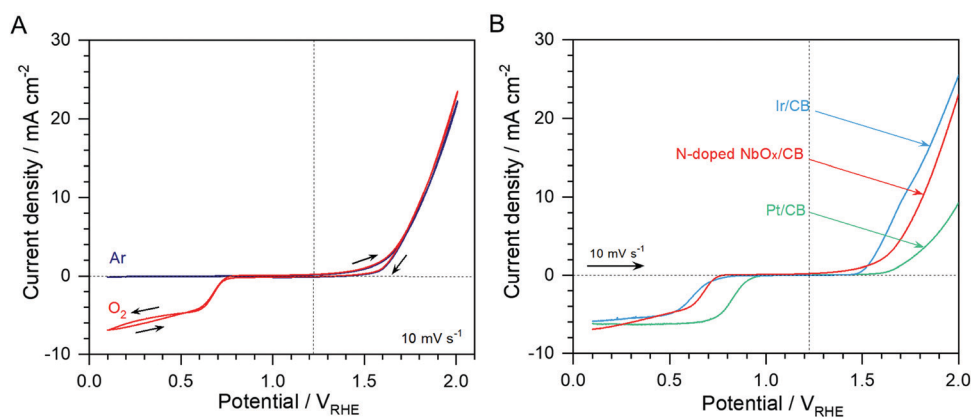 A
Current density / mA cm⁻²
30
20
10
0
-10
Ar
O₂
10 mV s⁻¹
0.0 0.5 1.0 1.5 2.0
Potential / V_RHE
B
Current density / mA cm⁻²
30
20
10
0
-10
Ir/CB
N-doped NbOₓ/CB
Pt/CB
10 mV s⁻¹
0.0 0.5 1.0 1.5 2.0
Potential / V_RHE